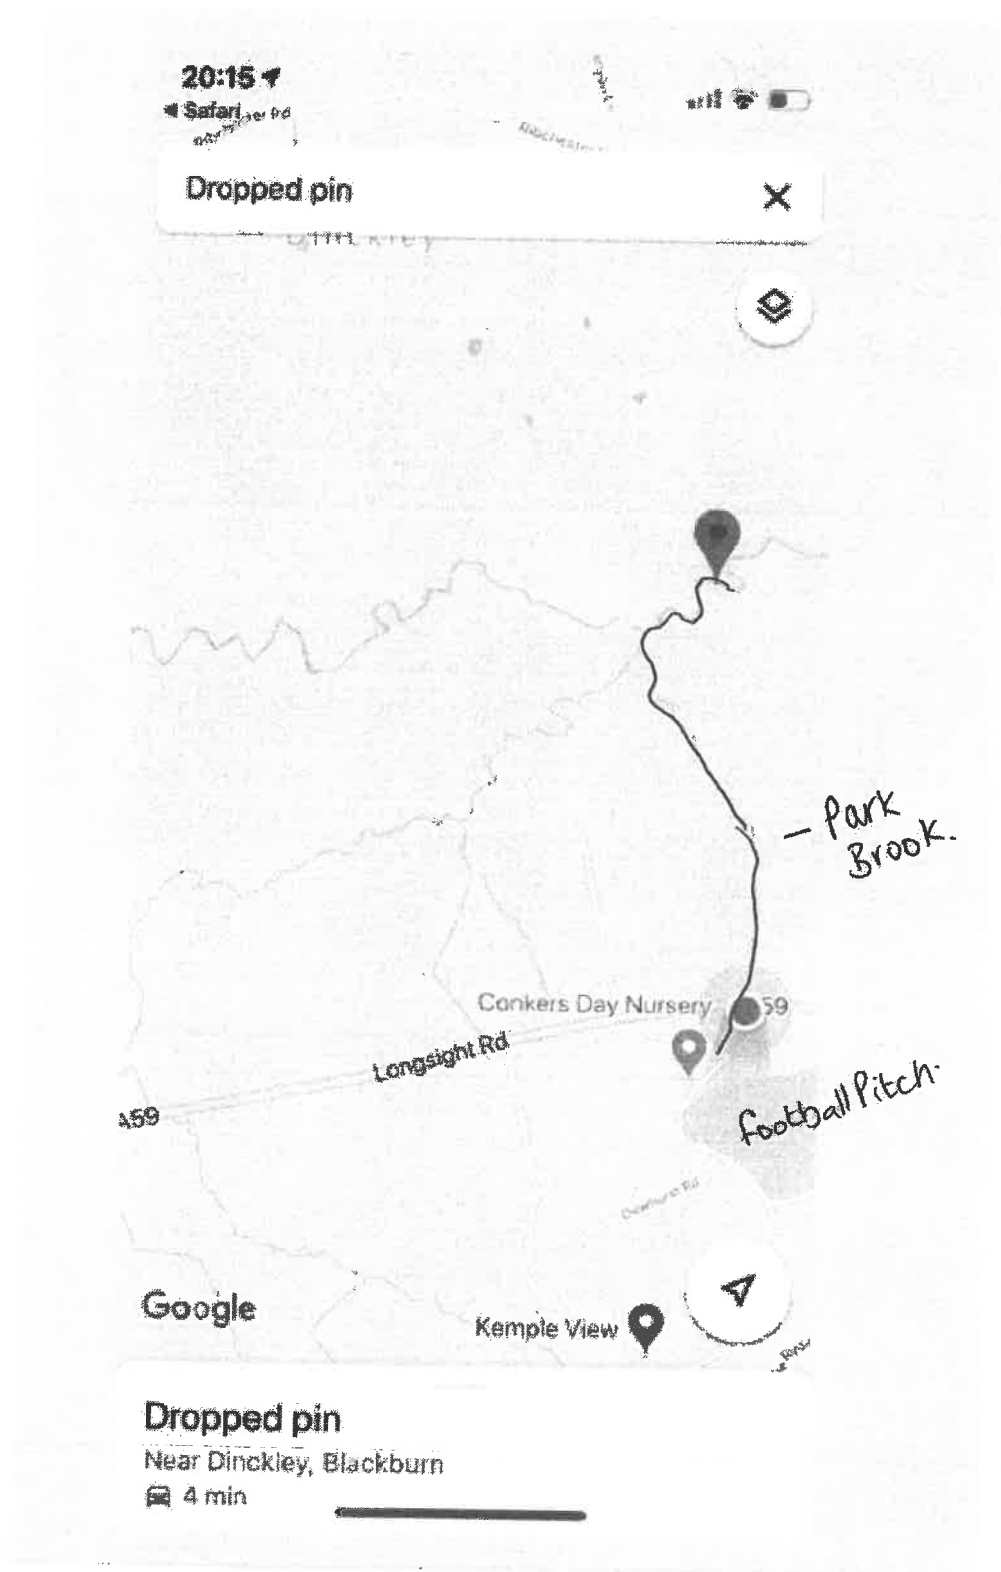 20:15
Safari
Dropped pin
Park
Brook.
Conkers Day Nursery
59
Longsight Rd
A59
football Pitch.
Google
Kemple View
Dropped pin
Near Dinckley, Blackburn
4 min